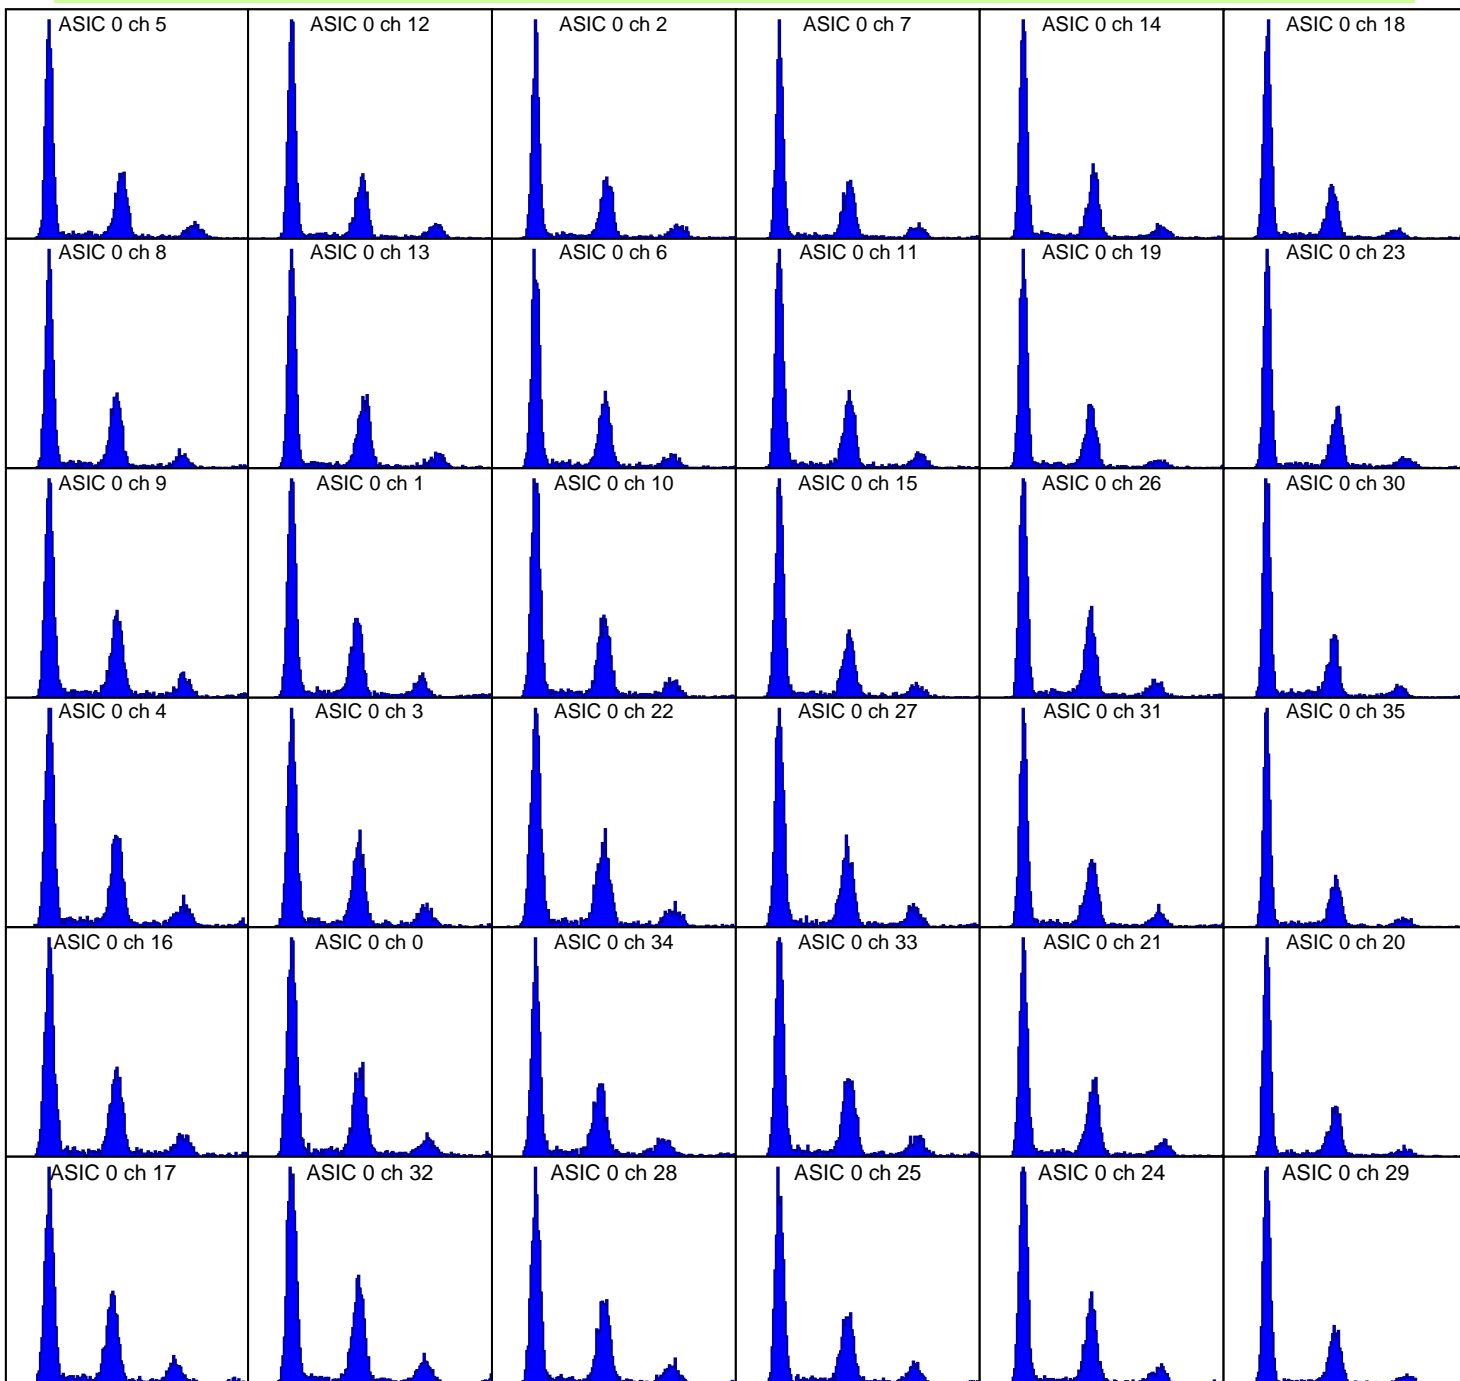 ASIC 0 ch 5
ASIC 0 ch 12
ASIC 0 ch 2
ASIC 0 ch 7
ASIC 0 ch 14
ASIC 0 ch 18
ASIC 0 ch 8
ASIC 0 ch 13
ASIC 0 ch 6
ASIC 0 ch 11
ASIC 0 ch 19
ASIC 0 ch 23
ASIC 0 ch 9
ASIC 0 ch 1
ASIC 0 ch 10
ASIC 0 ch 15
ASIC 0 ch 26
ASIC 0 ch 30
ASIC 0 ch 4
ASIC 0 ch 3
ASIC 0 ch 22
ASIC 0 ch 27
ASIC 0 ch 31
ASIC 0 ch 35
ASIC 0 ch 16
ASIC 0 ch 0
ASIC 0 ch 34
ASIC 0 ch 33
ASIC 0 ch 21
ASIC 0 ch 20
ASIC 0 ch 17
ASIC 0 ch 32
ASIC 0 ch 28
ASIC 0 ch 25
ASIC 0 ch 24
ASIC 0 ch 29